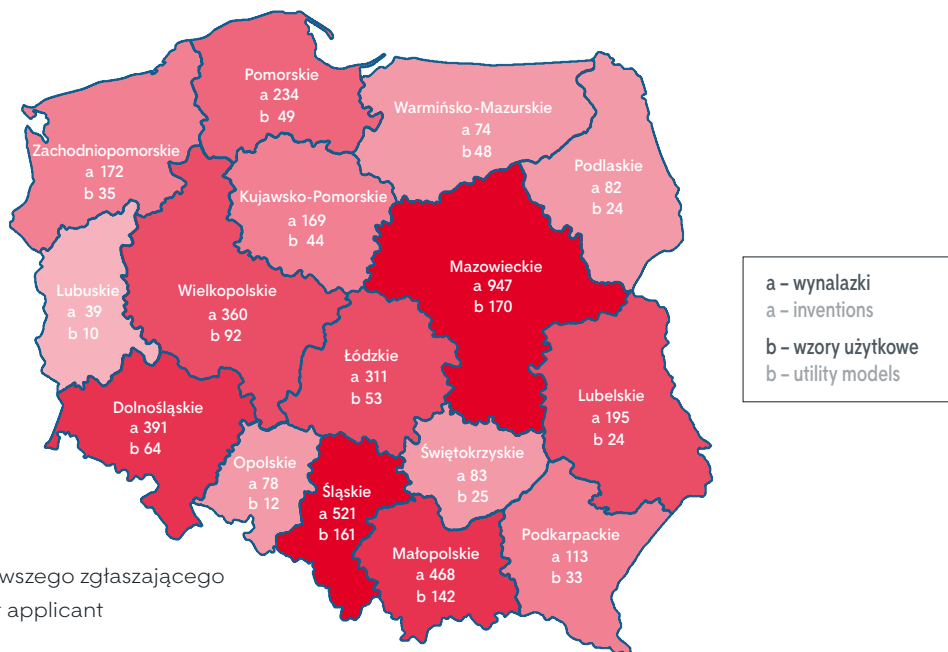 Pomorskie
a 234
b 49
Warmińsko-Mazurskie
a 74
b 48
Zachodniopomorskie
a 172
b 35
Podlaskie
a 82
b 24
Kujawsko-Pomorskie
a 169
b 44
Mazowieckie
a 947
b 170
Lubuskie
a 39
b 10
Wielkopolskie
a 360
b 92
Łódzkie
a 311
b 53
Lubelskie
a 195
b 24
Dolnośląskie
a 391
b 64
Opolskie
a 78
b 12
Śląskie
a 521
b 161
Świętokrzyskie
a 83
b 25
Małopolskie
a 468
b 142
Podkarpackie
a 113
b 33
a – wynalazki
a – inventions
b – wzory użytkowe
b – utility models
wszego zgłaszającego
applicant